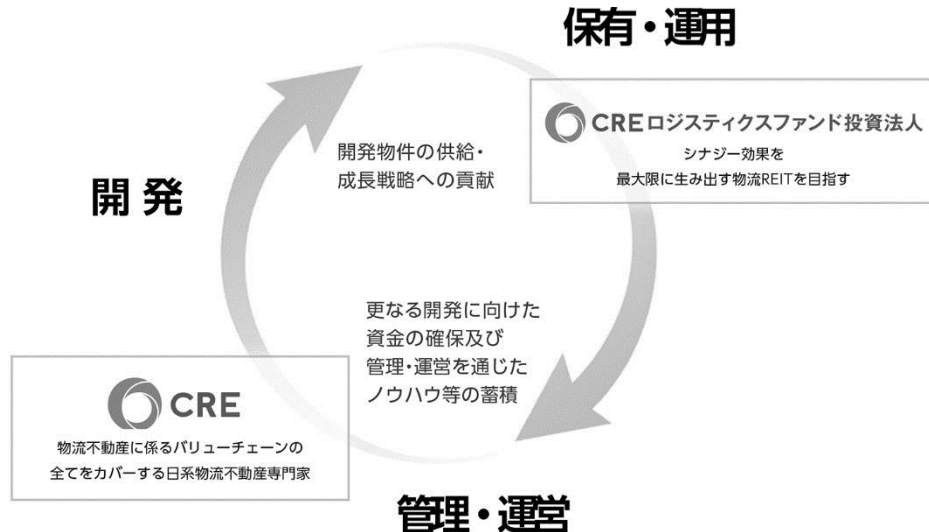 保有・運用
CREロジスティクスファンド投資法人
シナジー効果を
最大限に生み出す物流REITを目指す
開発物件の供給・
成長戦略への貢献
開発
更なる開発に向けた
資金の確保及び
管理・運営を通じた
ノウハウ等の蓄積
CRE
物流不動産に係るバリューチェーンの
全てをカバーする日系物流不動産専門家
管理・運営